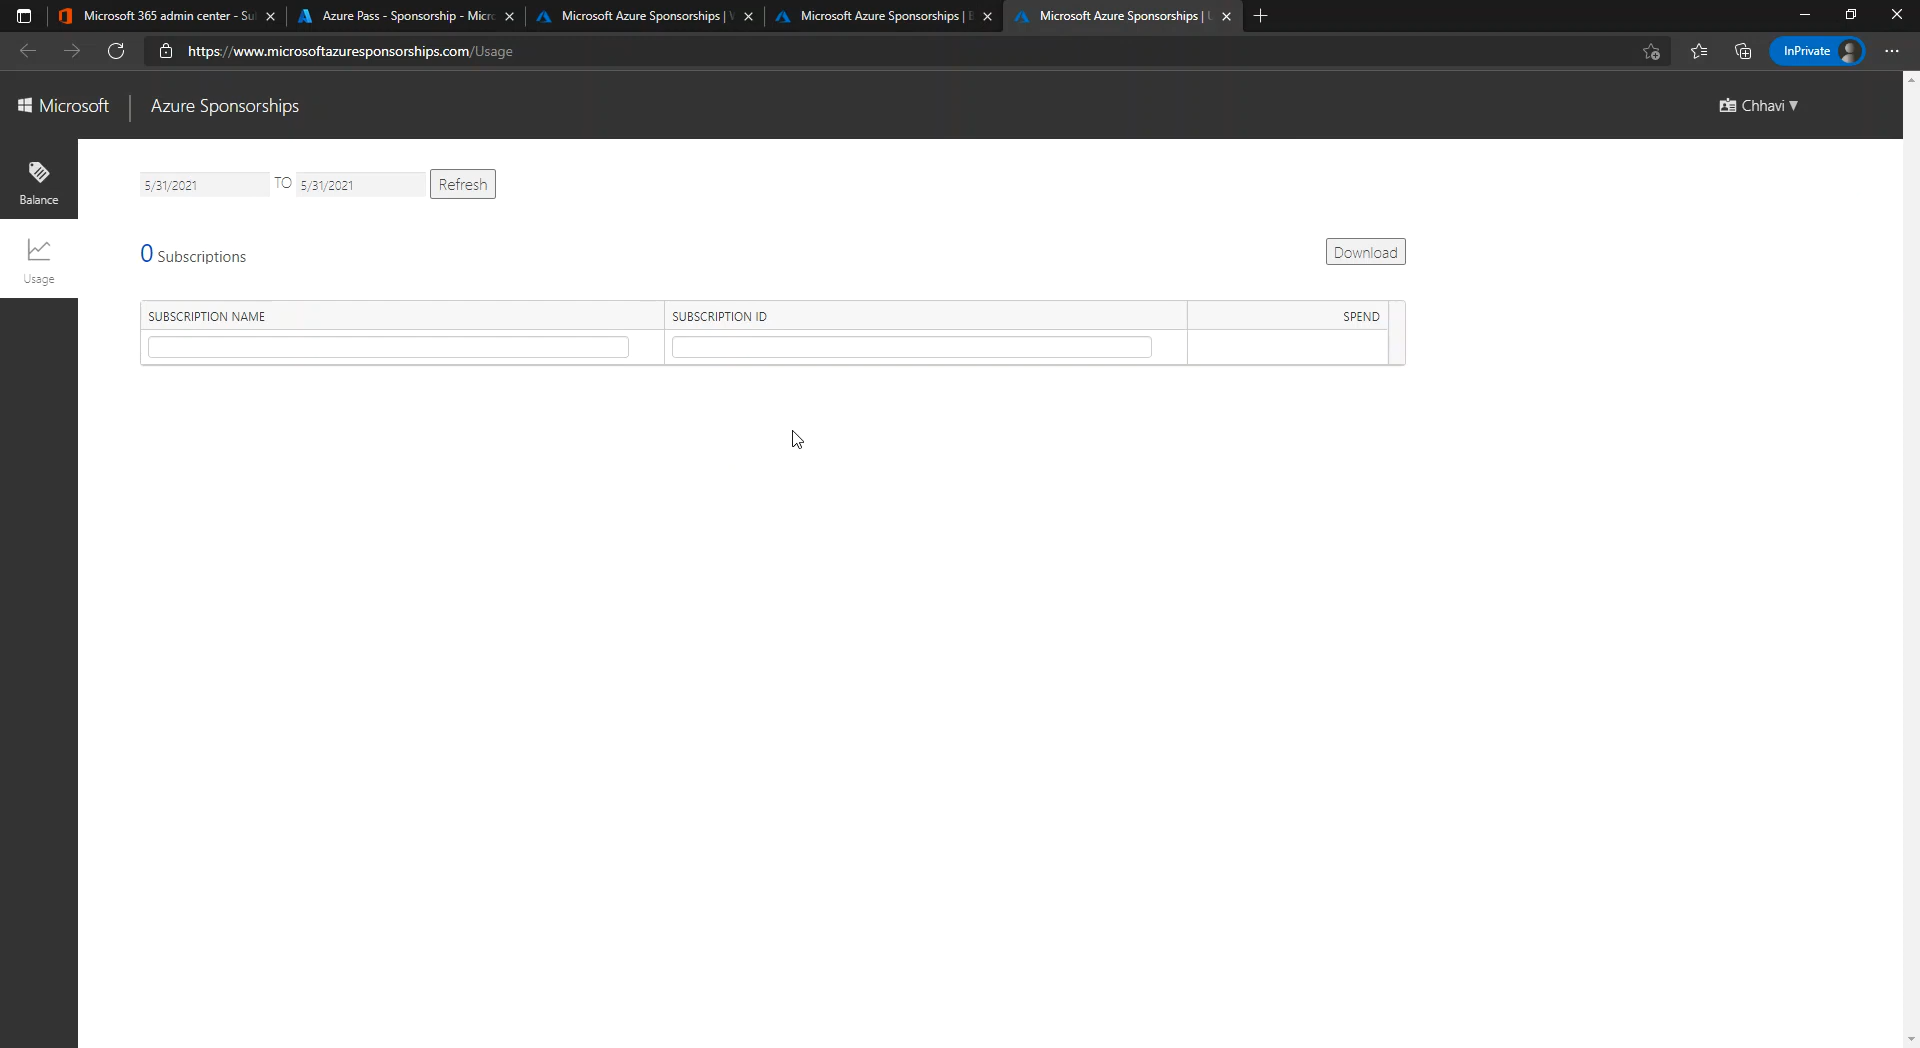 Microsoft 365 admin center - Su
Azure Pass - Sponsorship - Micro
Microsoft Azure Sponsorships |
Microsoft Azure Sponsorships |
Microsoft Azure Sponsorships |
https://www.microsoftazuresponsorships.com/Usage
InPrivate
Microsoft
Azure Sponsorships
Chhavi
Balance
Usage
5/31/2021 TO 5/31/2021 Refresh
0 Subscriptions
Download
SUBSCRIPTION NAME SUBSCRIPTION ID SPEND